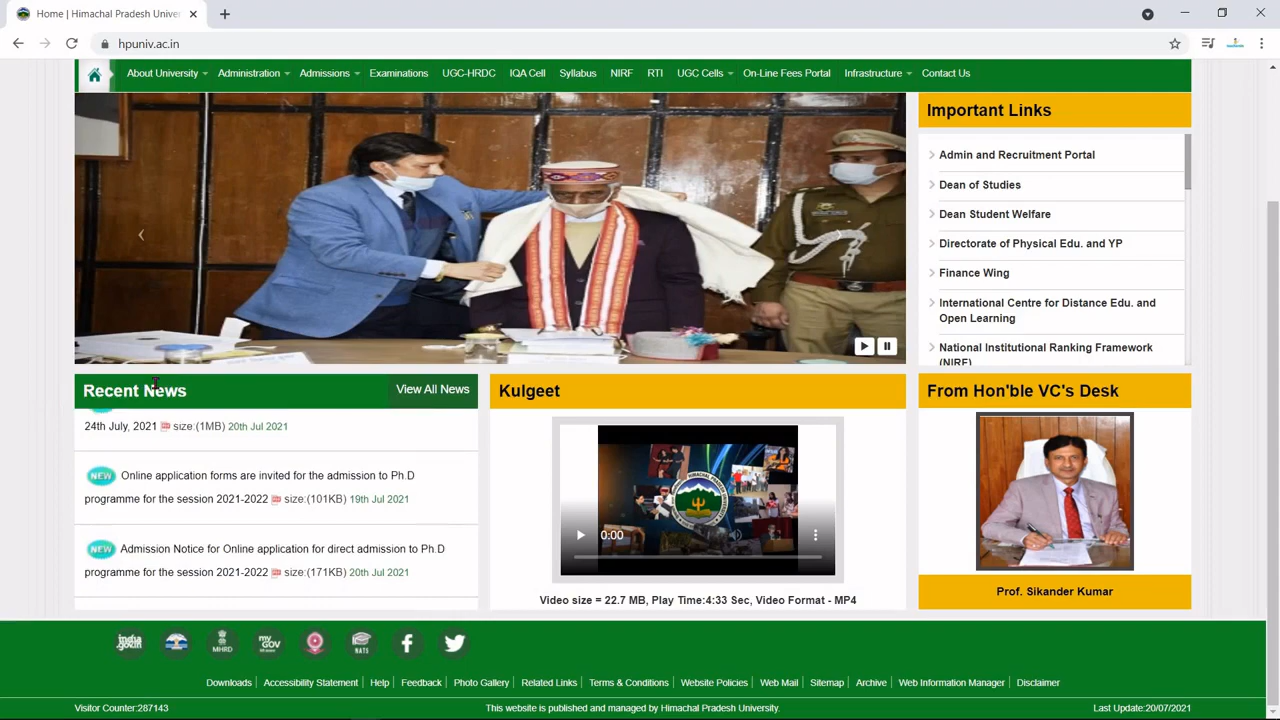 Home | Himachal Pradesh Univers
hpuniv.ac.in
About University Administration Admissions Examinations UGC-HRDC IQA Cell Syllabus NIRF RTI UGC Cells On-Line Fees Portal Infrastructure Contact Us
Important Links
Admin and Recruitment Portal
Dean of Studies
Dean Student Welfare
Directorate of Physical Edu. and YP
Finance Wing
International Centre for Distance Edu. and
Open Learning
National Institutional Ranking Framework
(NIRF)
Recent News View All News
24th July, 2021 size:(1MB) 20th Jul 2021
NEW Online application forms are invited for the admission to Ph.D
programme for the session 2021-2022 size:(101KB) 19th Jul 2021
NEW Admission Notice for Online application for direct admission to Ph.D
programme for the session 2021-2022 size:(171KB) 20th Jul 2021
Kulgeet
0:00
Video size = 22.7 MB, Play Time:4:33 Sec, Video Format - MP4
From Hon'ble VC's Desk
Prof. Sikander Kumar
india.gov.in MHRD my GOV NATS
Downloads Accessibility Statement Help Feedback Photo Gallery Related Links Terms & Conditions Website Policies Web Mail Sitemap Archive Web Information Manager Disclaimer
Visitor Counter:287143 This website is published and managed by Himachal Pradesh University. Last Update:20/07/2021